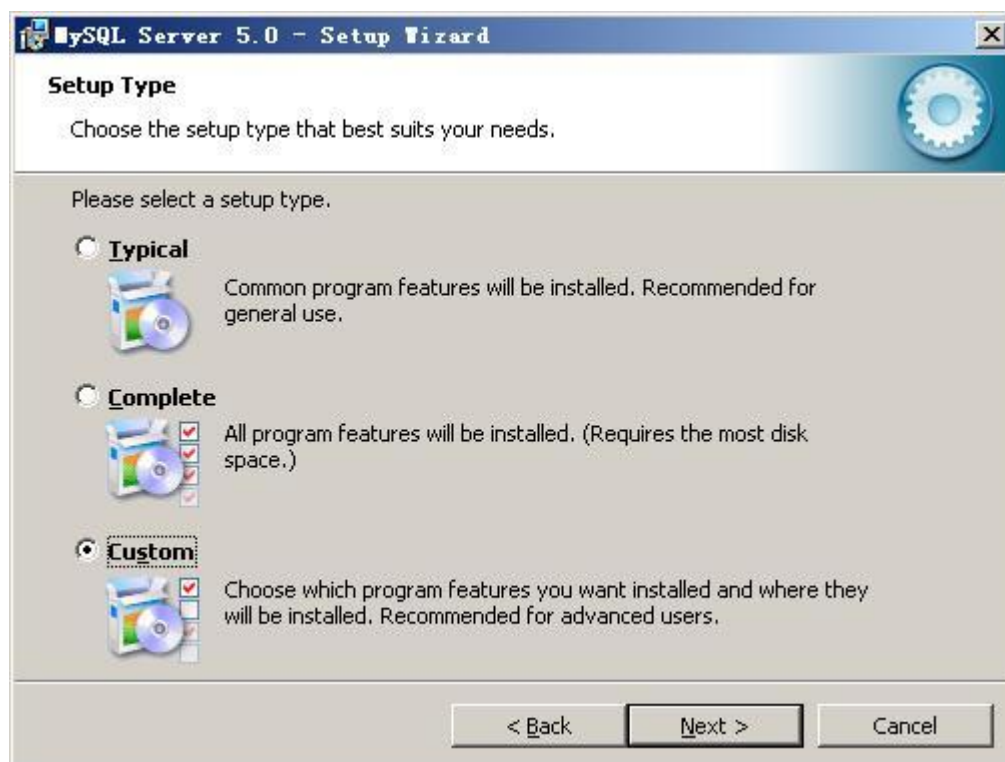 MySQL Server 5.0 - Setup Wizard
Setup Type
Choose the setup type that best suits your needs.
Please select a setup type.
Typical
Common program features will be installed. Recommended for
general use.
Complete
All program features will be installed. (Requires the most disk
space.)
Custom
Choose which program features you want installed and where they
will be installed. Recommended for advanced users.
< Back
Next >
Cancel